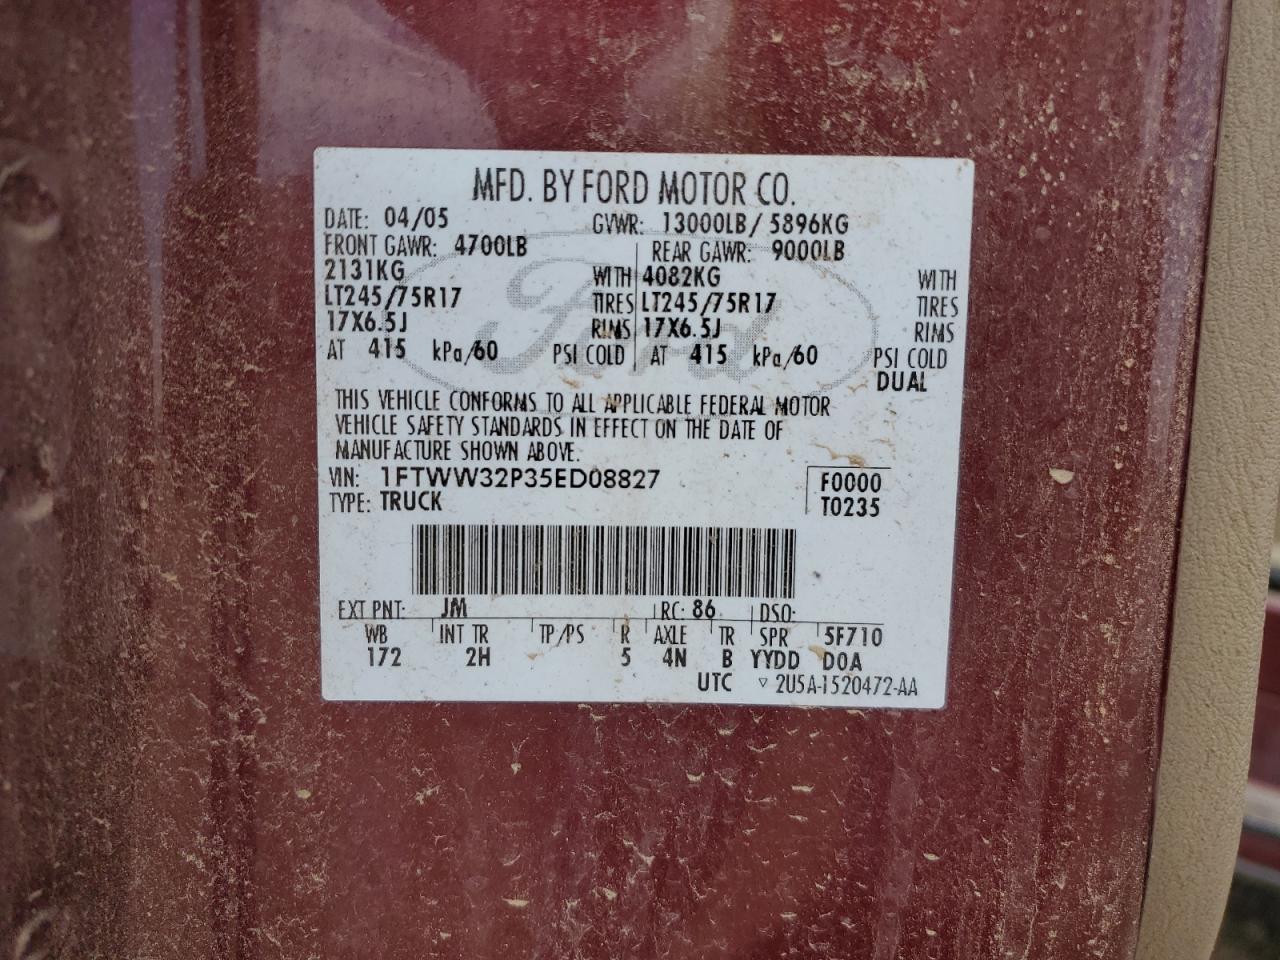 MFD. BY FORD MOTOR CO.
DATE: 04/05 GVWR: 13000LB/ 5896KG
FRONT GAWR: 4700LB REAR GAWR: 9000LB
2131KG WITH 4082KG WITH
LT245/75R17 TIRES LT245/75R17 TIRES
17X6.5J RIMS 17X6.5J RIMS
AT 415 kPa/60 PSI COLD AT 415 kPa/60 PSI COLD
DUAL
Ford
THIS VEHICLE CONFORMS TO ALL APPLICABLE FEDERAL MOTOR
VEHICLE SAFETY STANDARDS IN EFFECT ON THE DATE OF
MANUFACTURE SHOWN ABOVE.
VIN: 1FTWW32P35ED08827 F0000
TYPE: TRUCK T0235
EXT PNT: JM RC: 86 DSO:
WB INT TR TP/PS R AXLE TR SPR 5F710
172 2H 5 4N B YYDD D0A
UTC ▽ 2U5A-1520472-AA